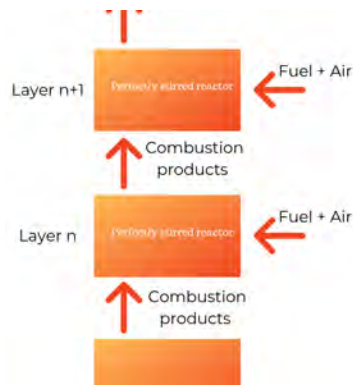 Layer n+1
Perfectly stirred reactor
Fuel + Air
Combustion
products
Layer n
Perfectly stirred reactor
Fuel + Air
Combustion
products